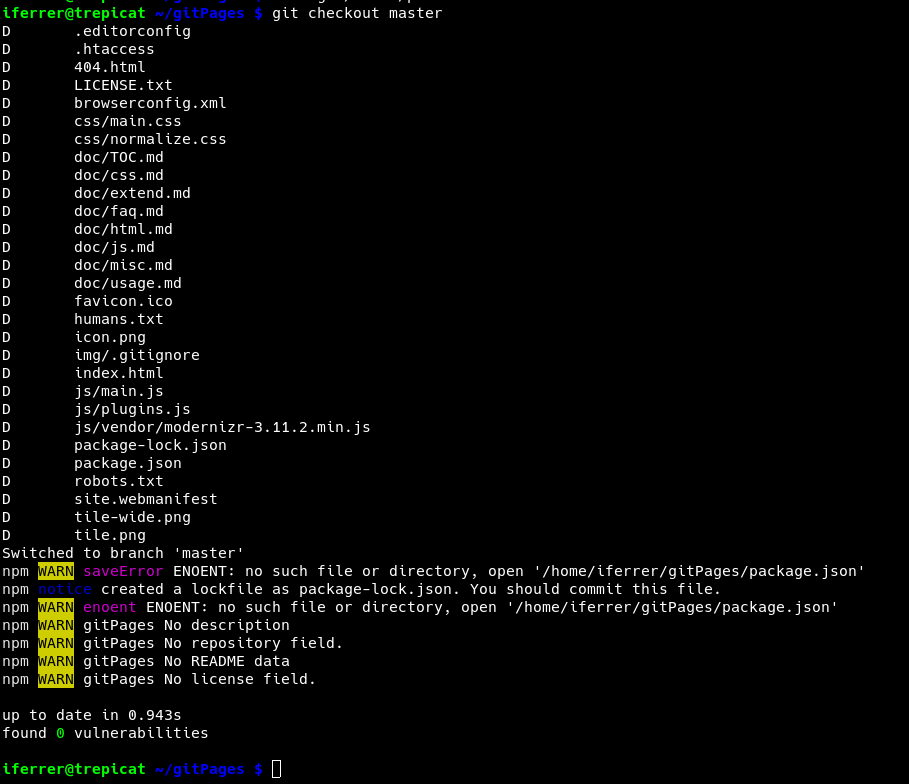 iferrer@trepicat ~/gitPages $ git checkout master
D .editorconfig
D .htaccess
D 404.html
D LICENSE.txt
D browserconfig.xml
D css/main.css
D css/normalize.css
D doc/TOC.md
D doc/css.md
D doc/extend.md
D doc/faq.md
D doc/html.md
D doc/js.md
D doc/misc.md
D doc/usage.md
D favicon.ico
D humans.txt
D icon.png
D img/.gitignore
D index.html
D js/main.js
D js/plugins.js
D js/vendor/modernizr-3.11.2.min.js
D package-lock.json
D package.json
D robots.txt
D site.webmanifest
D tile-wide.png
D tile.png
Switched to branch 'master'
npm WARN saveError ENOENT: no such file or directory, open '/home/iferrer/gitPages/package.json'
npm notice created a lockfile as package-lock.json. You should commit this file.
npm WARN enoent ENOENT: no such file or directory, open '/home/iferrer/gitPages/package.json'
npm WARN gitPages No description
npm WARN gitPages No repository field.
npm WARN gitPages No README data
npm WARN gitPages No license field.
up to date in 0.943s
found 0 vulnerabilities
iferrer@trepicat ~/gitPages $